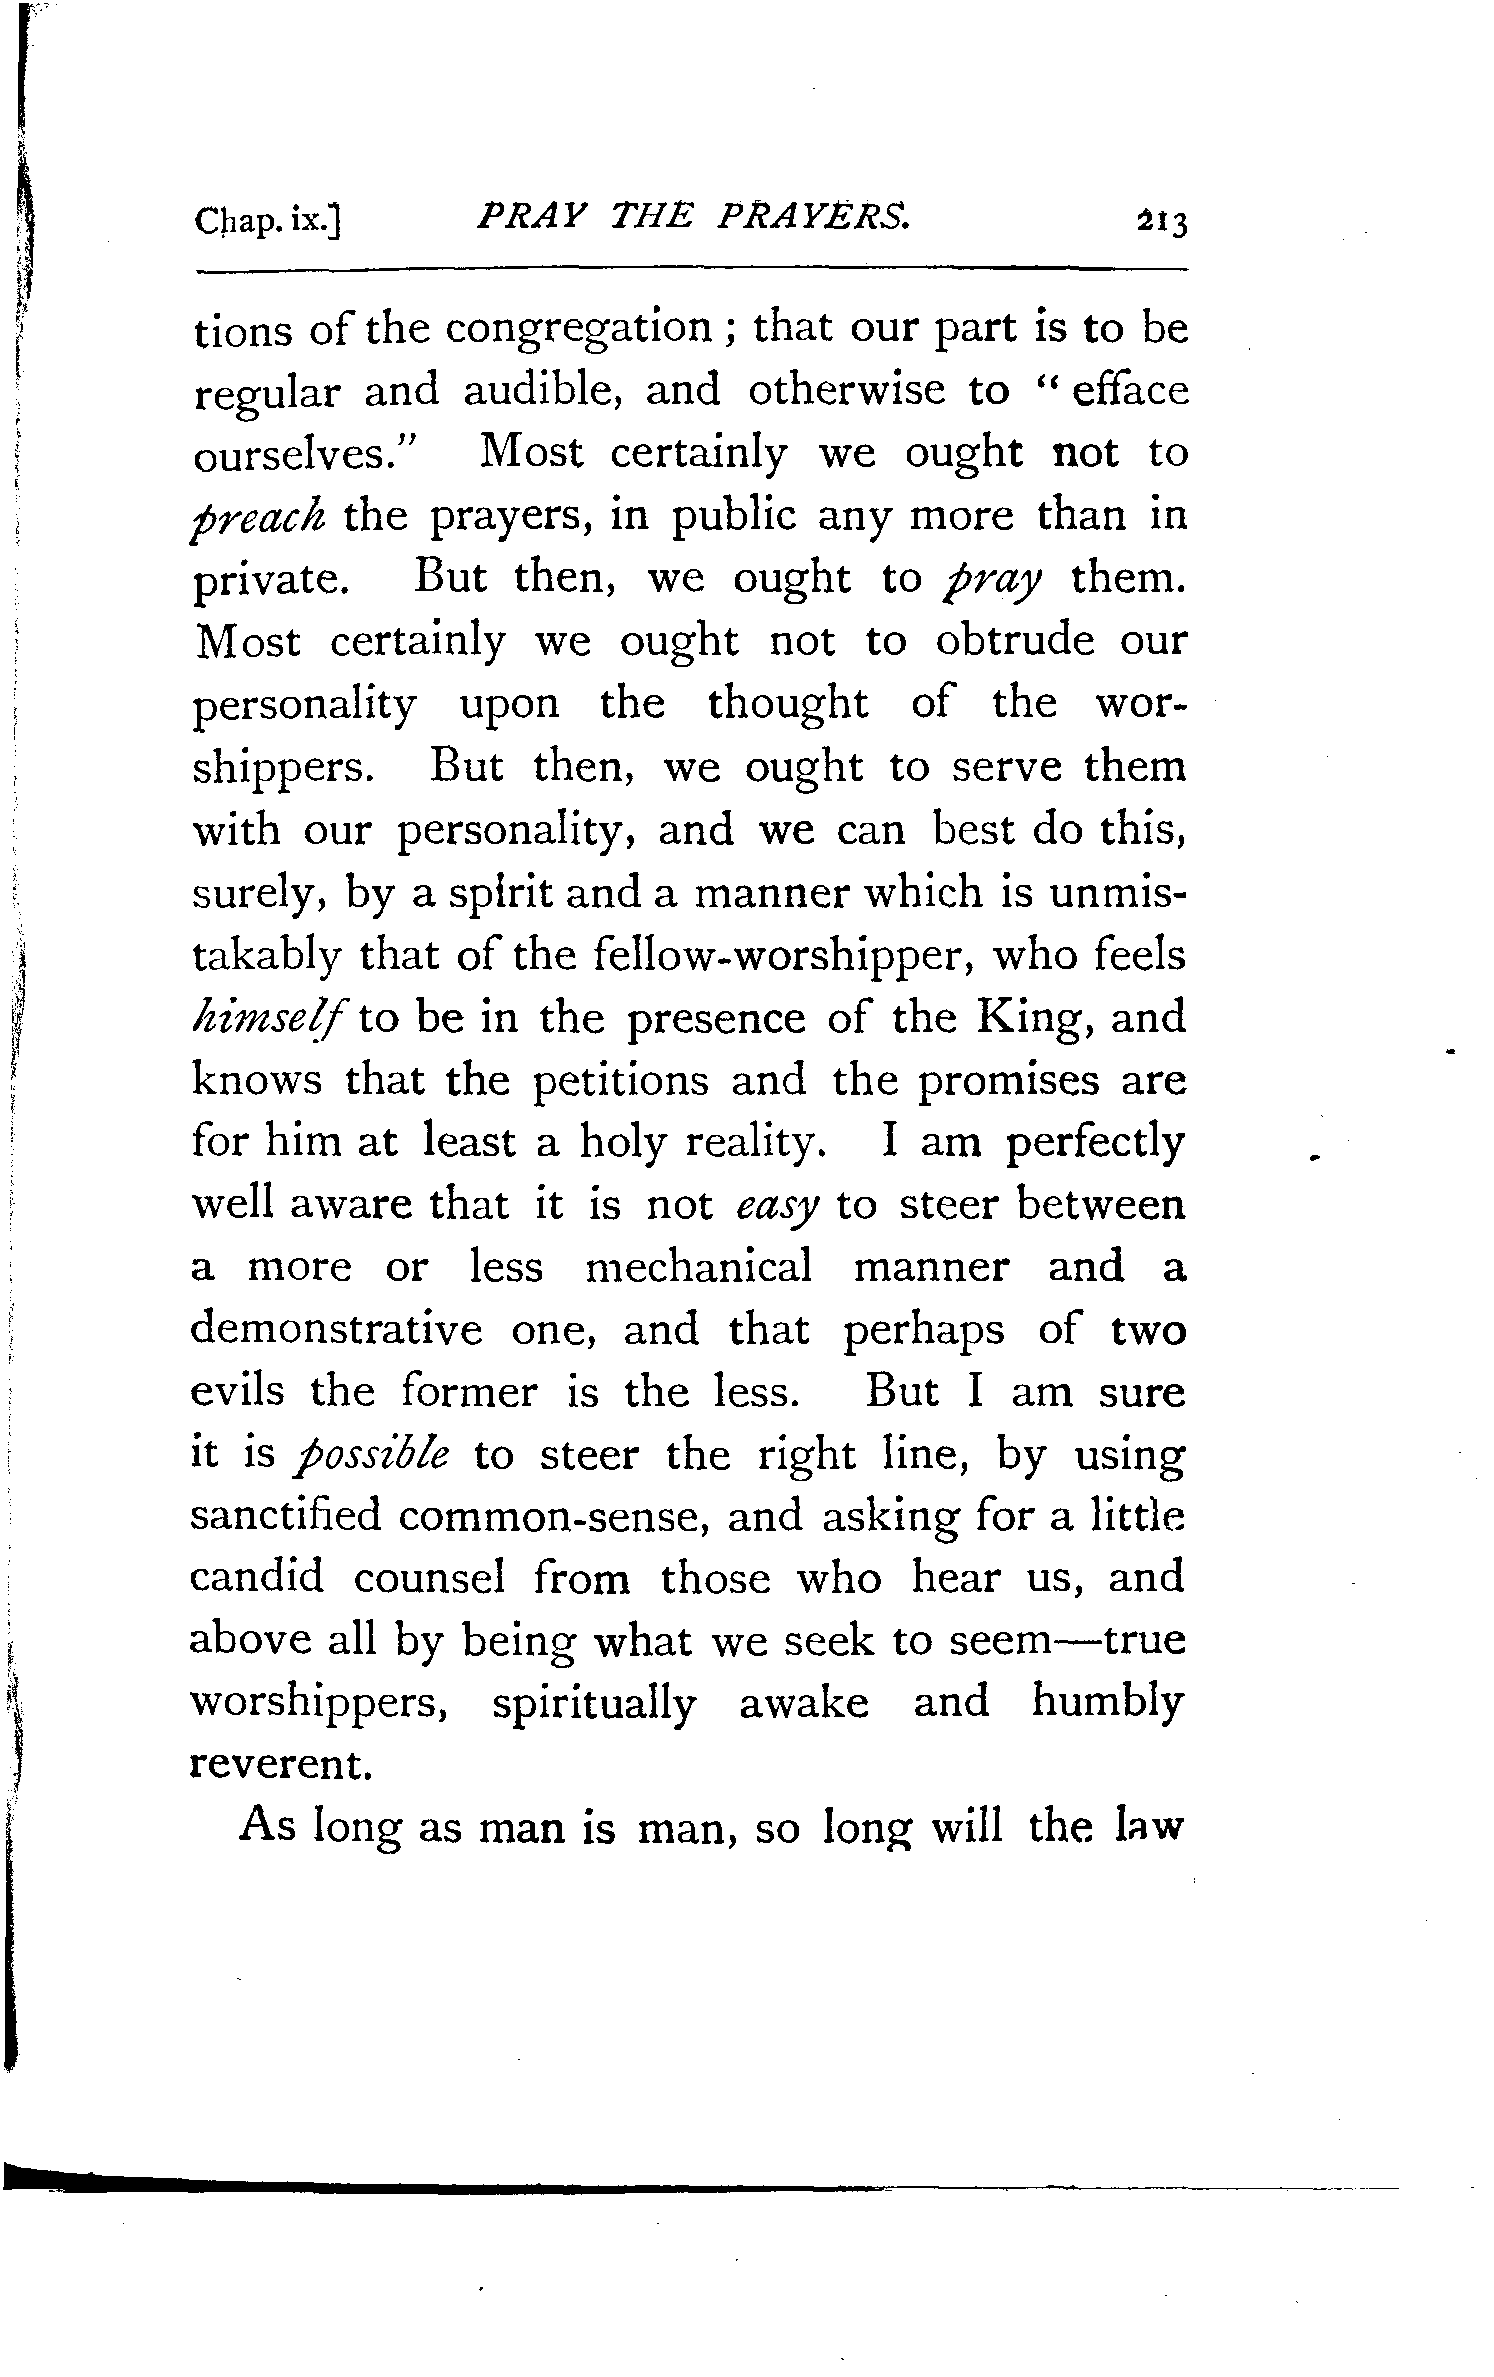 Chap. ix.] PRAY THE PRAYERS. 213
tions of the congregation ; that our part is to be
regular and audible, and otherwise to " efface
ourselves." Most certainly we ought not to
preach the prayers, in public any more than in
private. But then, we ought to pray them.
Most certainly we ought not to obtrude our
personality upon the thought of the wor-
shippers. But then, we ought to serve them
with our personality, and we can best do this,
surely, by a spirit and a manner which is unmis-
takably that of the fellow-worshipper, who feels
himself to be in the presence of the King, and
knows that the petitions and the promises are
for him at least a holy reality. I am perfectly
well aware that it is not easy to steer between
a more or less mechanical manner and a
demonstrative one, and that perhaps of two
evils the former is the less. But I am sure
it is possible to steer the right line, by using
sanctified common-sense, and asking for a little
candid counsel from those who hear us, and
above all by being what we seek to seem—true
worshippers, spiritually awake and humbly
reverent.
As long as man is man, so long will the law